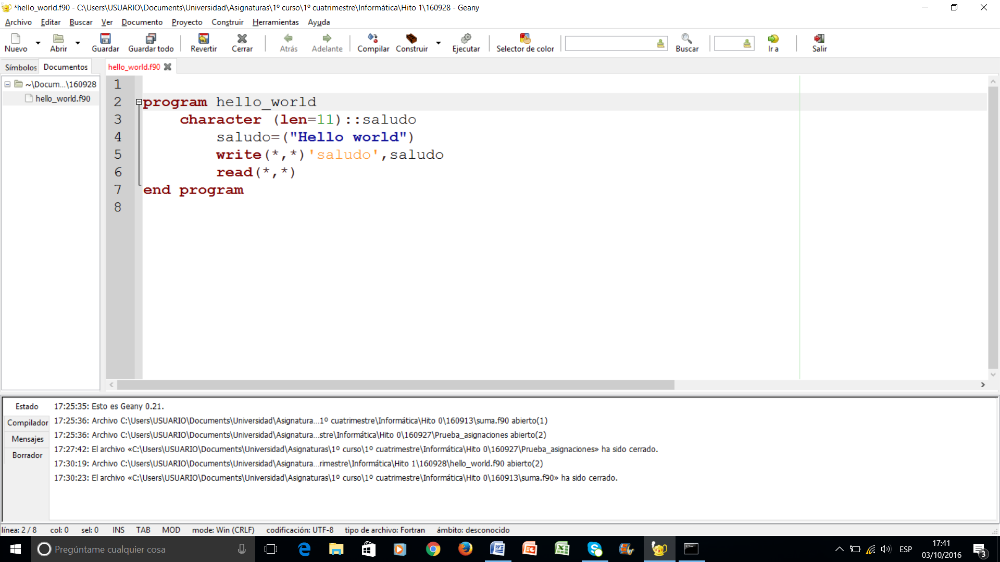 *hello_world.f90 - C:\Users\USUARIO\Documents\Universidad\Asignaturas\1º curso\1º cuatrimestre\Informática\Hito 1\160928 - Geany
Archivo Editar Buscar Ver Documento Proyecto Construir Herramientas Ayuda
Nuevo Abrir Guardar Guardar todo Revertir Cerrar Atrás Adelante Compilar Construir Ejecutar Selector de color Buscar Ir a Salir
Símbolos Documentos hello_world.f90
~\Docum...\160928
hello_world.f90
1
2 program hello_world
3 character (len=11)::saludo
4 saludo=("Hello world")
5 write(*,*)'saludo',saludo
6 read(*,*)
7 end program
8
Estado
Compilador
Mensajes
Borrador
17:25:35: Esto es Geany 0.21.
17:25:36: Archivo C:\Users\USUARIO\Documents\Universidad\Asignatura...1º cuatrimestre\Informática\Hito 0\160913\suma.f90 abierto(1)
17:25:36: Archivo C:\Users\USUARIO\Documents\Universidad\Asignatura...stre\Informática\Hito 0\160927\Prueba_asignaciones abierto(2)
17:27:42: El archivo «C:\Users\USUARIO\Documents\Universidad\Asignaturas\1º curso\1º cuatrimestre\Informática\Hito 0\160927\Prueba_asignaciones» ha sido cerrado.
17:30:19: Archivo C:\Users\USUARIO\Documents\Universidad\Asignatura...rimestre\Informática\Hito 1\160928\hello_world.f90 abierto(2)
17:30:23: El archivo «C:\Users\USUARIO\Documents\Universidad\Asignaturas\1º curso\1º cuatrimestre\Informática\Hito 0\160913\suma.f90» ha sido cerrado.
línea: 2 / 8 col: 0 sel: 0 INS TAB MOD mode: Win (CRLF) codificación: UTF-8 tipo de archivo: Fortran ámbito: desconocido
Pregúntame cualquier cosa
ESP
17:41
03/10/2016
3